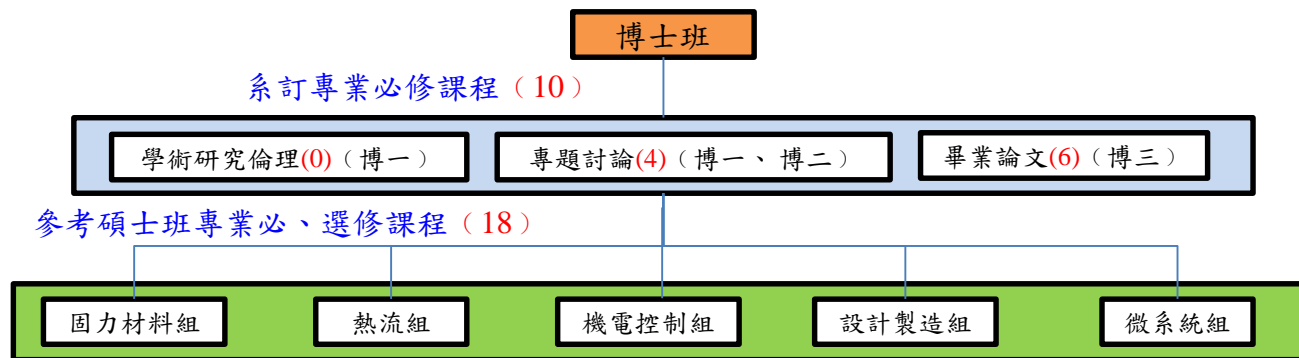 博士班
系訂專業必修課程（10）
學術研究倫理(0)（博一）
專題討論(4)（博一、博二）
畢業論文(6)（博三）
參考碩士班專業必、選修課程（18）
固力材料組
熱流組
機電控制組
設計製造組
微系統組